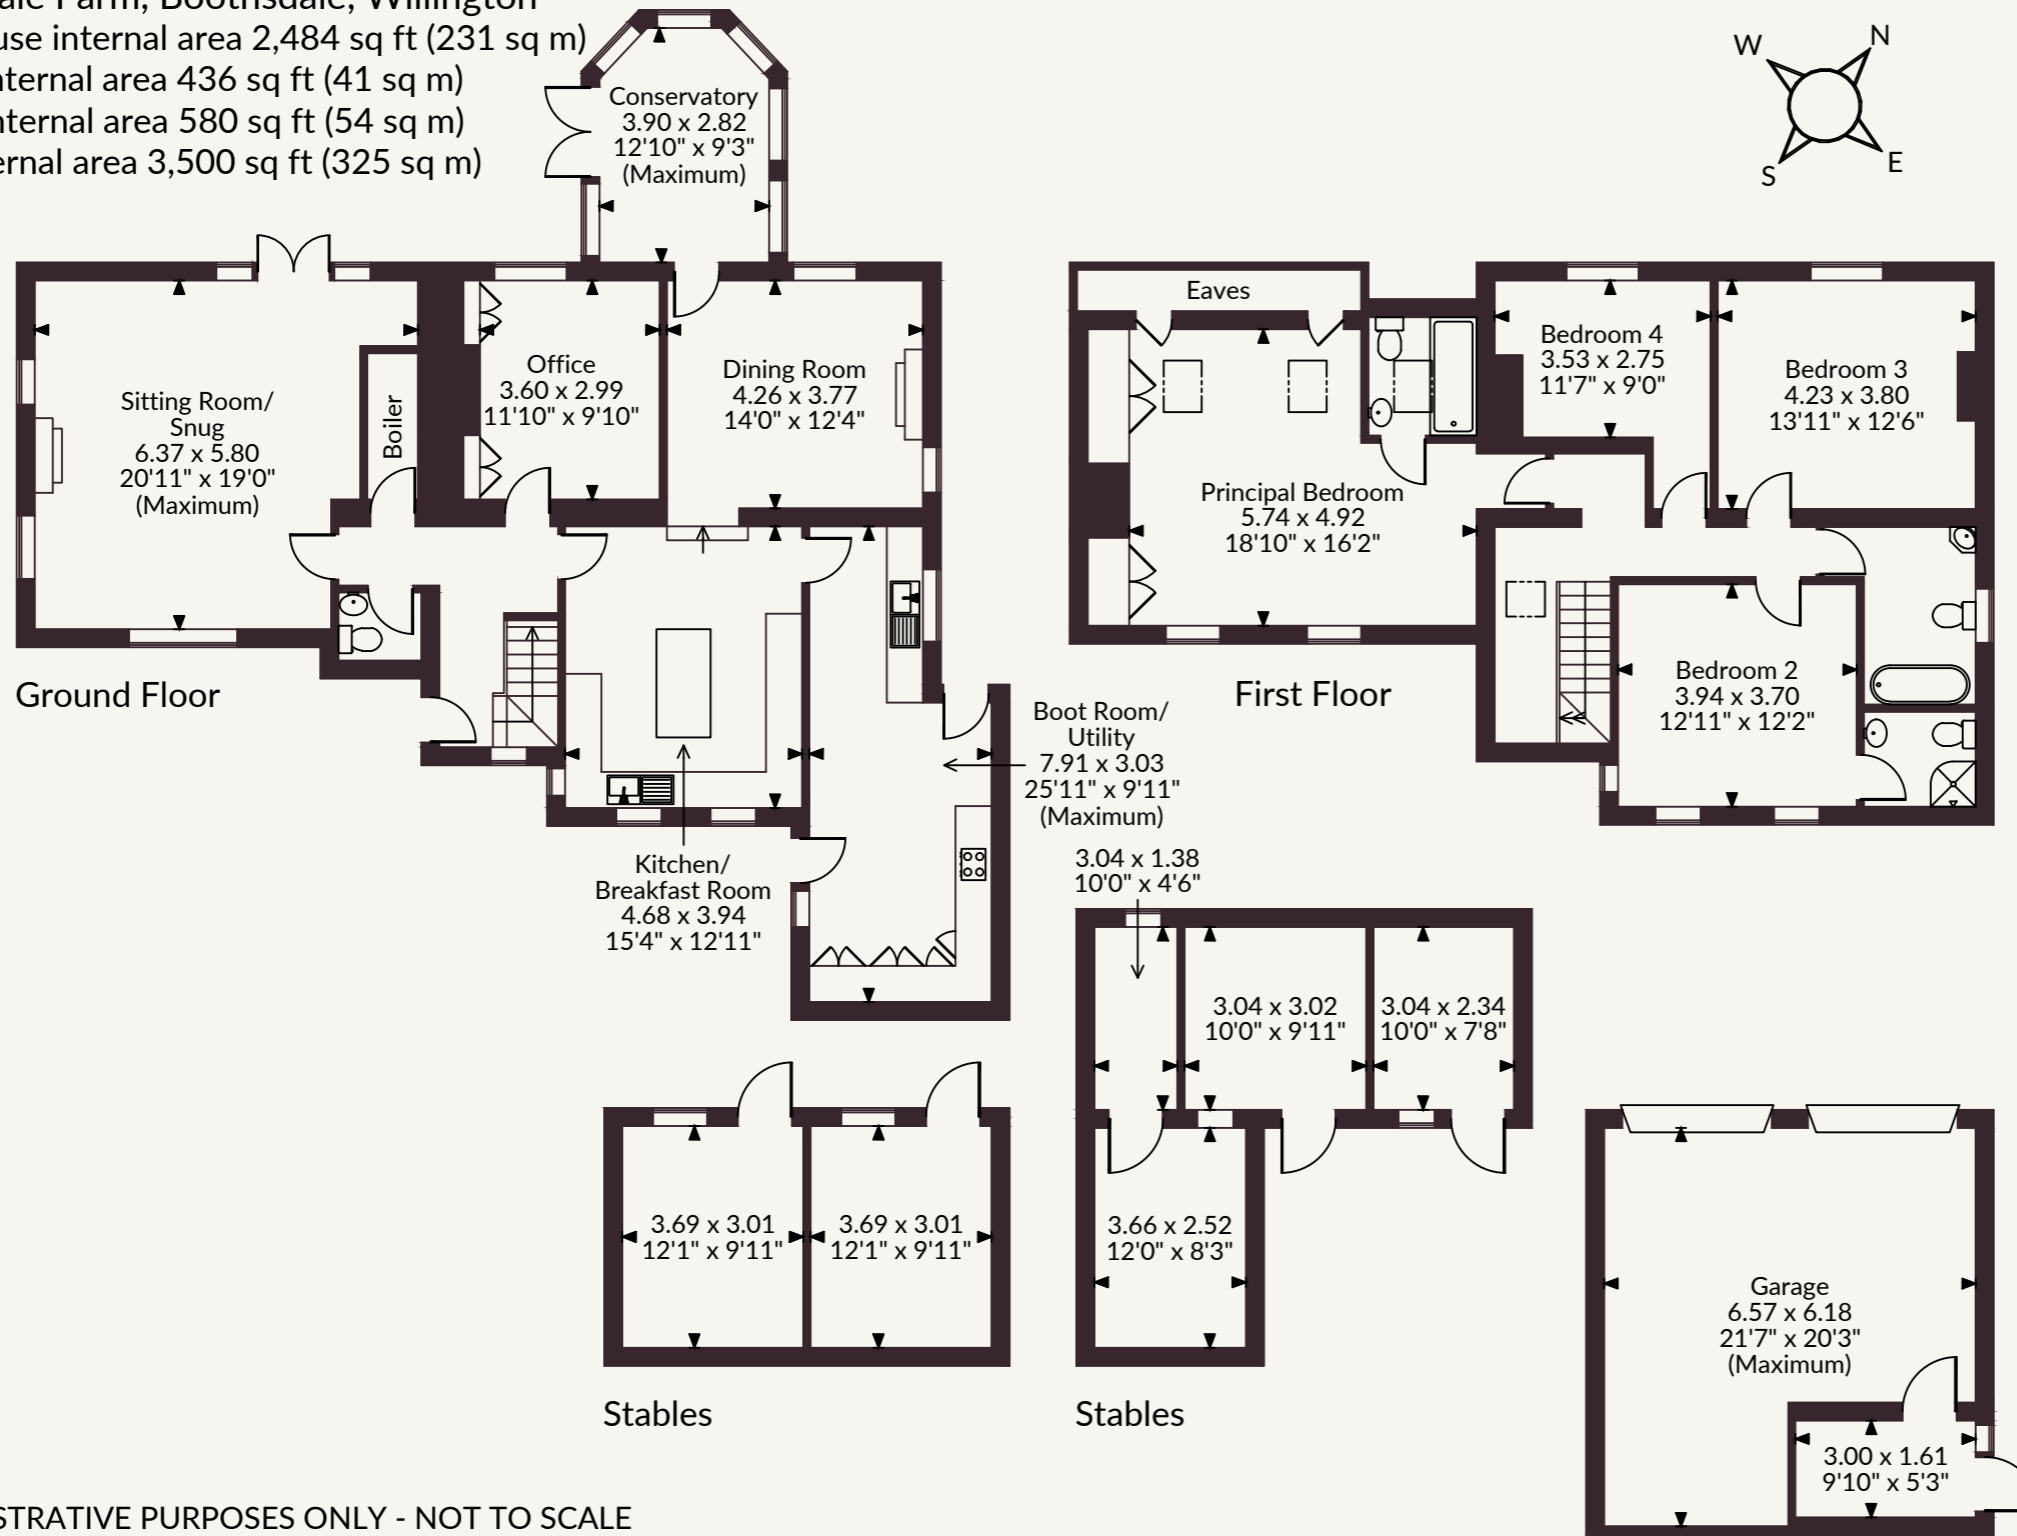 Farm, Boothsdale, Willington
internal area 2,484 sq ft (231 sq m)
internal area 436 sq ft (41 sq m)
internal area 580 sq ft (54 sq m)
area 3,500 sq ft (325 sq m)
W
N
S
E
Conservatory
3.90 x 2.82
12'10" x 9'3"
(Maximum)
Sitting Room/
Snug
6.37 x 5.80
20'11" x 19'0"
(Maximum)
Boiler
Office
3.60 x 2.99
11'10" x 9'10"
Dining Room
4.26 x 3.77
14'0" x 12'4"
Ground Floor
Kitchen/
Breakfast Room
4.68 x 3.94
15'4" x 12'11"
Boot Room/
Utility
7.91 x 3.03
25'11" x 9'11"
(Maximum)
Eaves
Principal Bedroom
5.74 x 4.92
18'10" x 16'2"
Bedroom 4
3.53 x 2.75
11'7" x 9'0"
Bedroom 3
4.23 x 3.80
13'11" x 12'6"
Bedroom 2
3.94 x 3.70
12'11" x 12'2"
First Floor
3.69 x 3.01
12'1" x 9'11"
3.69 x 3.01
12'1" x 9'11"
Stables
3.04 x 1.38
10'0" x 4'6"
3.04 x 3.02
10'0" x 9'11"
3.04 x 2.34
10'0" x 7'8"
3.66 x 2.52
12'0" x 8'3"
Stables
Garage
6.57 x 6.18
21'7" x 20'3"
(Maximum)
3.00 x 1.61
9'10" x 5'3"
PURPOSES ONLY - NOT TO SCALE